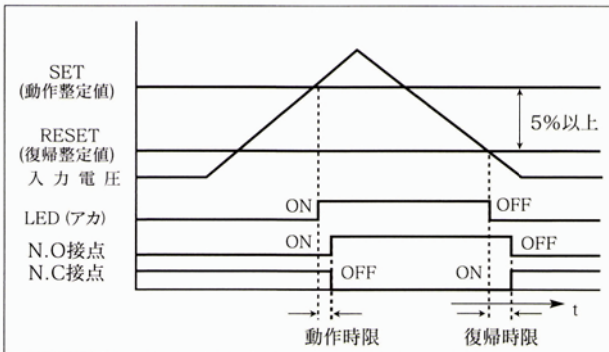 SET
(動作整定値)
RESET
(復帰整定値)
入力電圧
5%以上
LED (アカ)
ON
OFF
N.O接点
ON
OFF
N.C接点
OFF
ON
t
動作時限
復帰時限